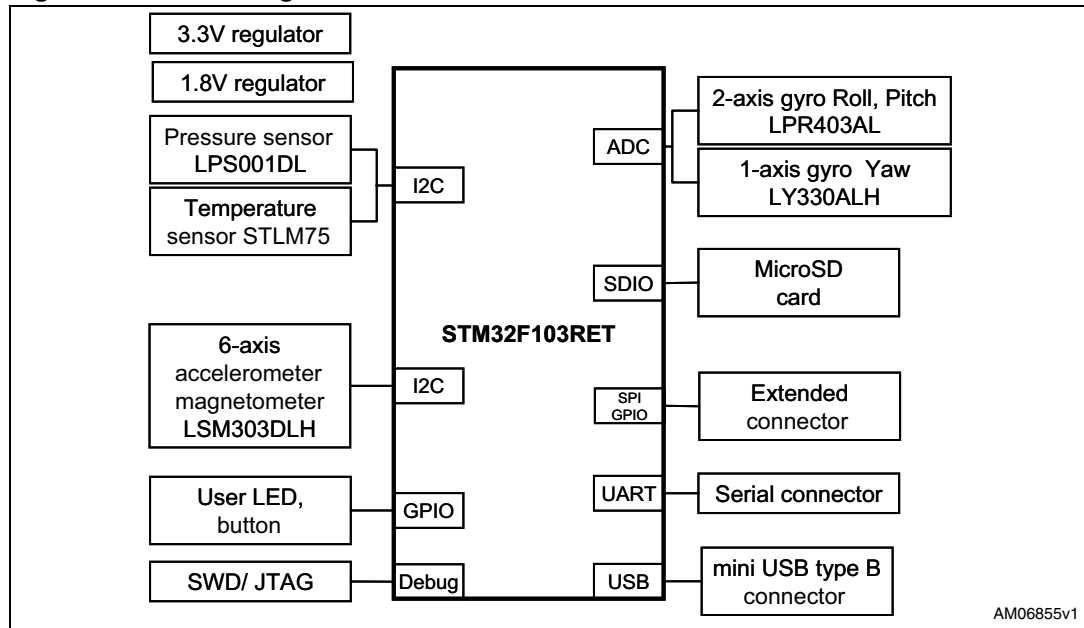 3.3V regulator
1.8V regulator
Pressure sensor
LPS001DL
Temperature
sensor STLM75
I2C
6-axis
accelerometer
magnetometer
LSM303DLH
I2C
User LED,
button
GPIO
SWD/ JTAG
Debug
STM32F103RET
ADC
2-axis gyro Roll, Pitch
LPR403AL
1-axis gyro Yaw
LY330ALH
SDIO
MicroSD
card
SPI
GPIO
Extended
connector
UART
Serial connector
USB
mini USB type B
connector
AM06855v1